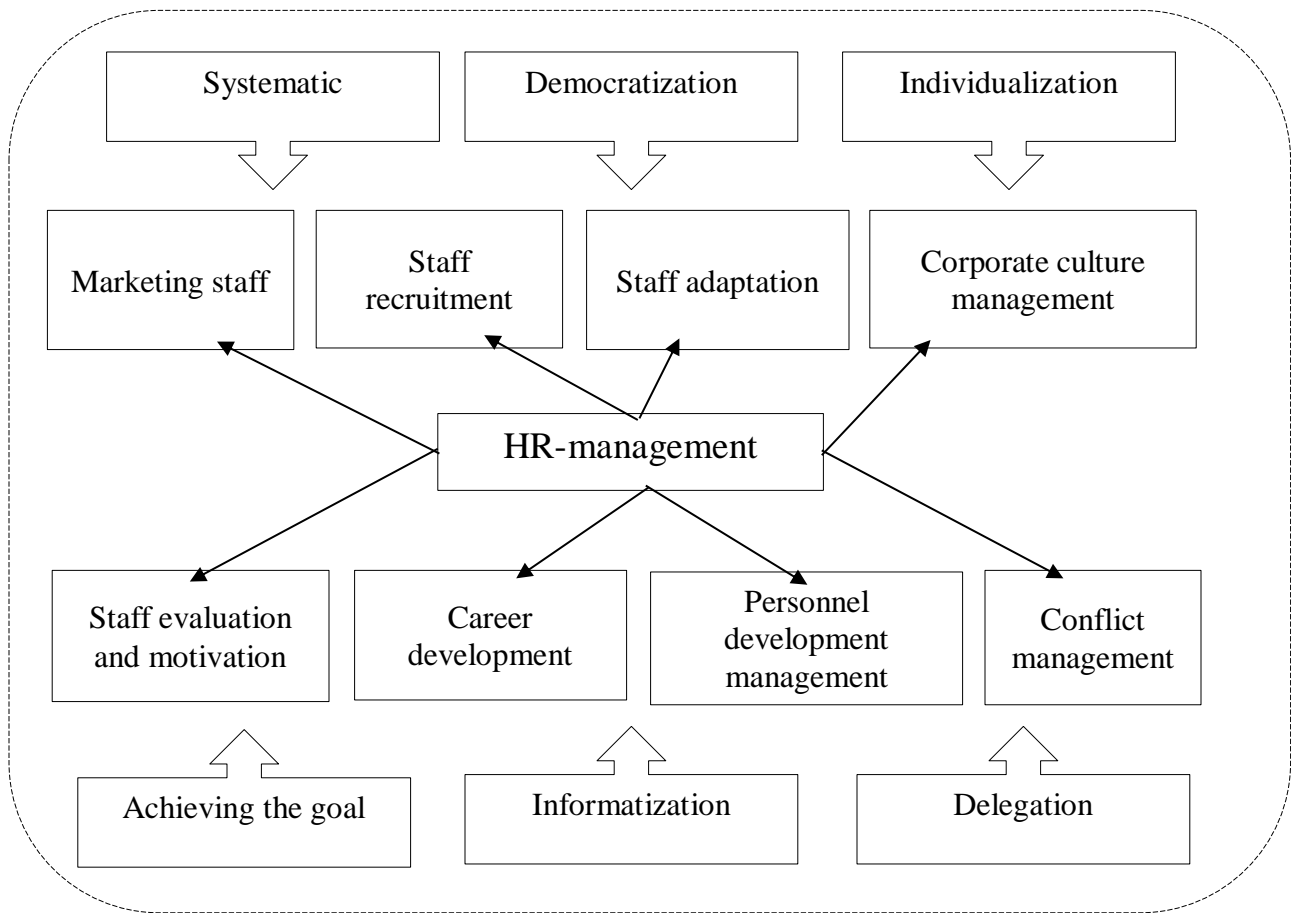 Systematic
Democratization
Individualization
Marketing staff
Staff
recruitment
Staff adaptation
Corporate culture
management
HR-management
Staff evaluation
and motivation
Career
development
Personnel
development
management
Conflict
management
Achieving the goal
Informatization
Delegation